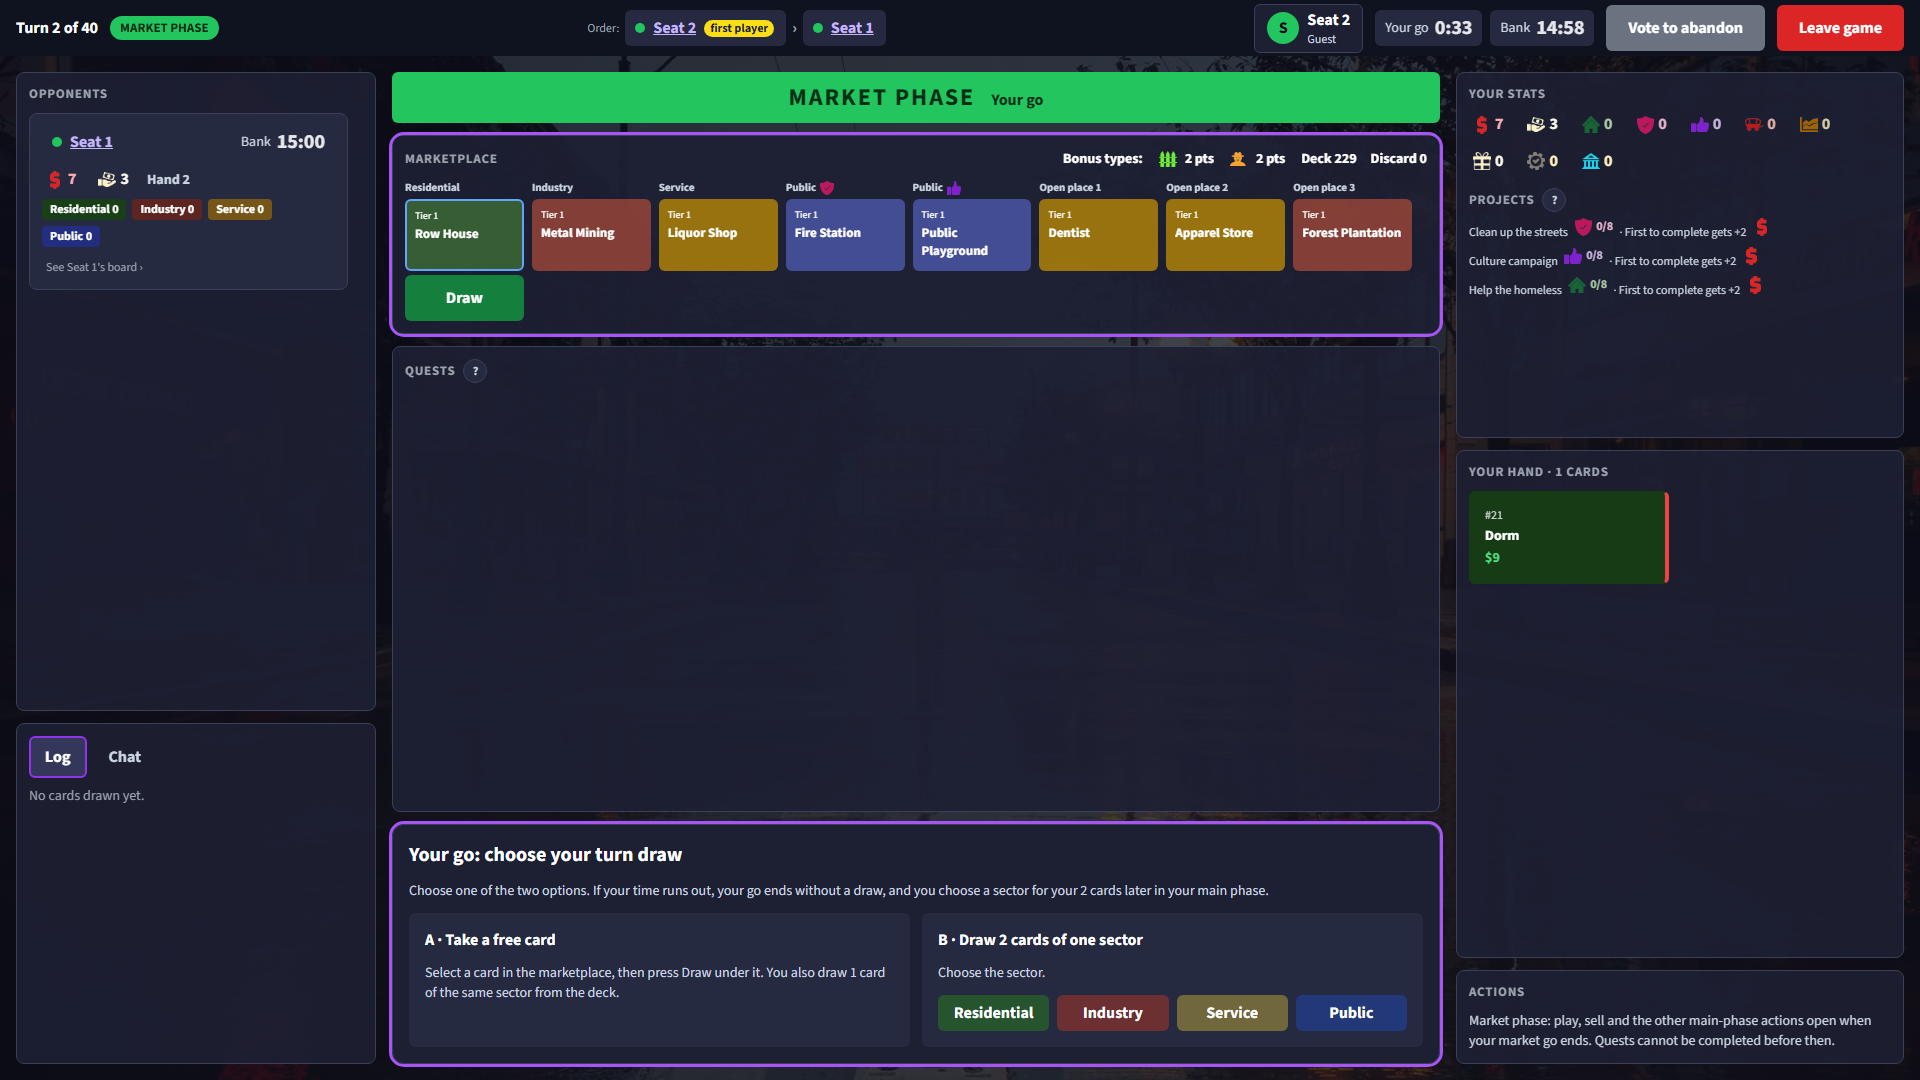 Turn 2 of 40 MARKET PHASE
Order: Seat 2 first player › Seat 1
S Seat 2 Guest
Your go 0:33
Bank 14:58
Vote to abandon
Leave game
OPPONENTS
Seat 1 Bank 15:00
7 3 Hand 2
Residential 0 Industry 0 Service 0
Public 0
See Seat 1's board ›
Log Chat
No cards drawn yet.
MARKET PHASE Your go
MARKETPLACE
Bonus types: 2 pts 2 pts Deck 229 Discard 0
Residential Industry Service Public Public Open place 1 Open place 2 Open place 3
Tier 1 Tier 1 Tier 1 Tier 1 Tier 1 Tier 1 Tier 1 Tier 1
Row House Metal Mining Liquor Shop Fire Station Public Playground Dentist Apparel Store Forest Plantation
Draw
QUESTS ?
Your go: choose your turn draw
Choose one of the two options. If your time runs out, your go ends without a draw, and you choose a sector for your 2 cards later in your main phase.
A · Take a free card
Select a card in the marketplace, then press Draw under it. You also draw 1 card
of the same sector from the deck.
B · Draw 2 cards of one sector
Choose the sector.
Residential Industry Service Public
YOUR STATS
$ 7 3 0 0 0 0 0
0 0 0
PROJECTS ?
Clean up the streets 0/8 · First to complete gets +2 $
Culture campaign 0/8 · First to complete gets +2 $
Help the homeless 0/8 · First to complete gets +2 $
YOUR HAND · 1 CARDS
#21
Dorm
$9
ACTIONS
Market phase: play, sell and the other main-phase actions open when
your market go ends. Quests cannot be completed before then.